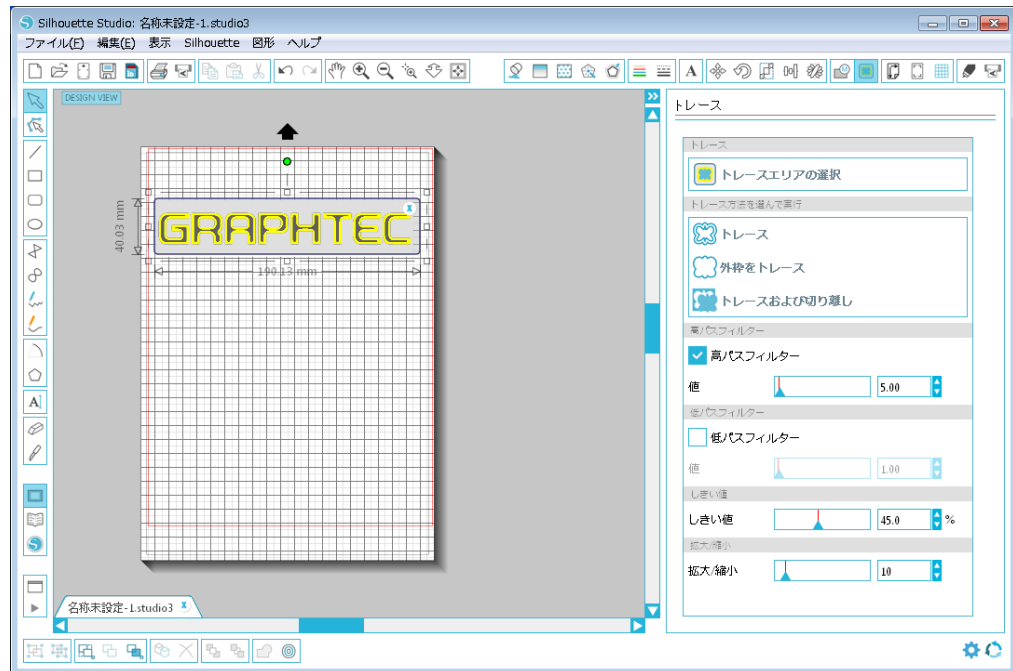 Silhouette Studio: 名称未設定-1.studio3
ファイル(F) 編集(E) 表示 Silhouette 図形 ヘルプ
DESIGN VIEW
トレース
トレース
トレースエリアの選択
トレース方法を選んで実行
トレース
外枠をトレース
トレースおよび切り離し
高パスフィルター
高パスフィルター
値 5.00
低パスフィルター
低パスフィルター
値 1.00
しきい値
しきい値 45.0 %
拡大/縮小
拡大/縮小 10
40.03 mm
GRAPHTEC
190.13 mm
名称未設定-1.studio3 x